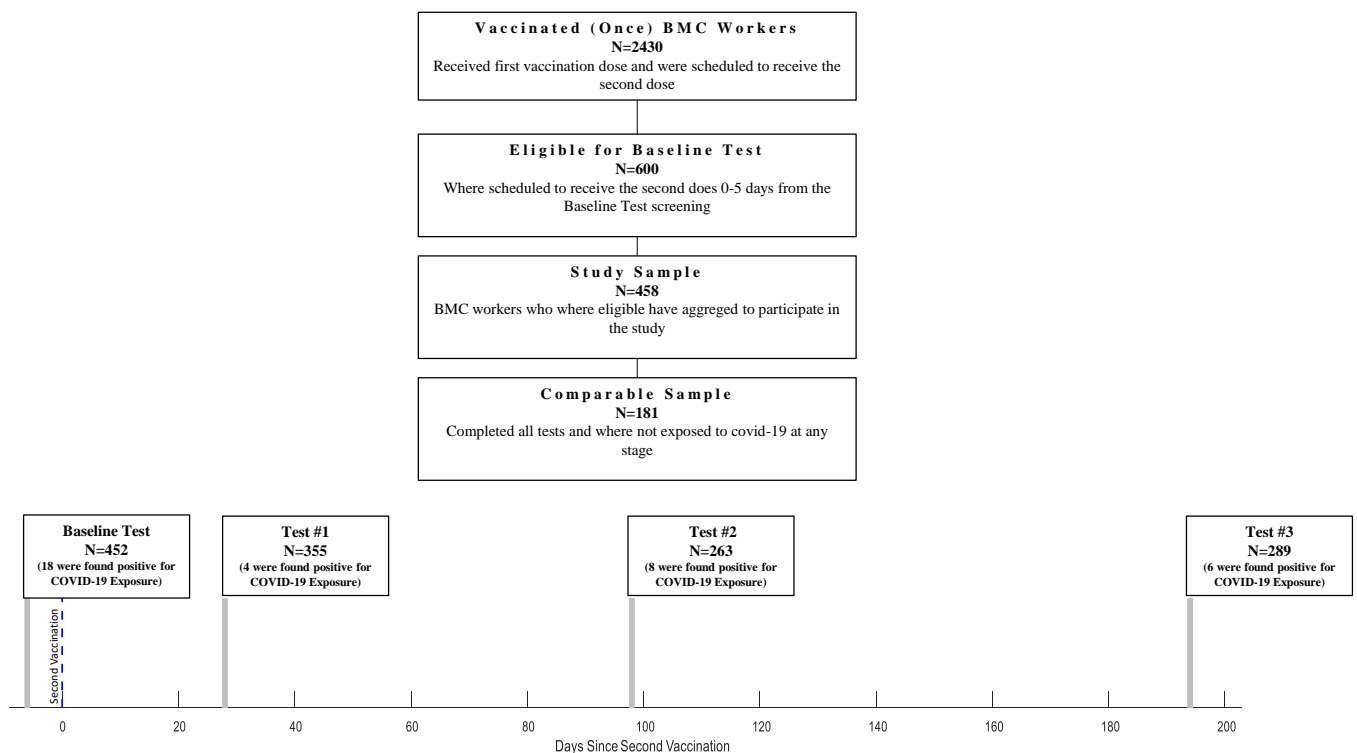 Vaccinated (Once) BMC Workers
N=2430
Received first vaccination dose and were scheduled to receive the
second dose
Eligible for Baseline Test
N=600
Where scheduled to receive the second does 0-5 days from the
Baseline Test screening
Study Sample
N=458
BMC workers who where eligible have aggreged to participate in
the study
Comparable Sample
N=181
Completed all tests and where not exposed to covid-19 at any
stage
Baseline Test
N=452
(18 were found positive for
COVID-19 Exposure)
Test #1
N=355
(4 were found positive for
COVID-19 Exposure)
Test #2
N=263
(8 were found positive for
COVID-19 Exposure)
Test #3
N=289
(6 were found positive for
COVID-19 Exposure)
Second Vaccination
0 20 40 60 80 100 120 140 160 180 200
Days Since Second Vaccination